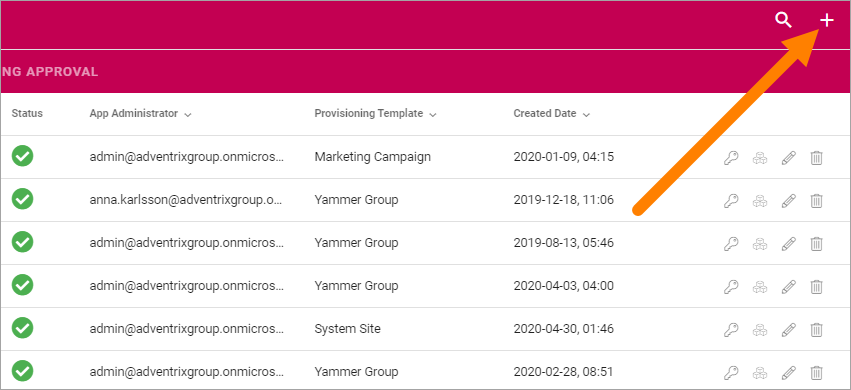 NG APPROVAL
Status App Administrator Provisioning Template Created Date
admin@adventrixgroup.onmicros... Marketing Campaign 2020-01-09, 04:15
anna.karlsson@adventrixgroup.o... Yammer Group 2019-12-18, 11:06
admin@adventrixgroup.onmicros... Yammer Group 2019-08-13, 05:46
admin@adventrixgroup.onmicros... Yammer Group 2020-04-03, 04:00
admin@adventrixgroup.onmicros... System Site 2020-04-30, 01:46
admin@adventrixgroup.onmicros... Yammer Group 2020-02-28, 08:51